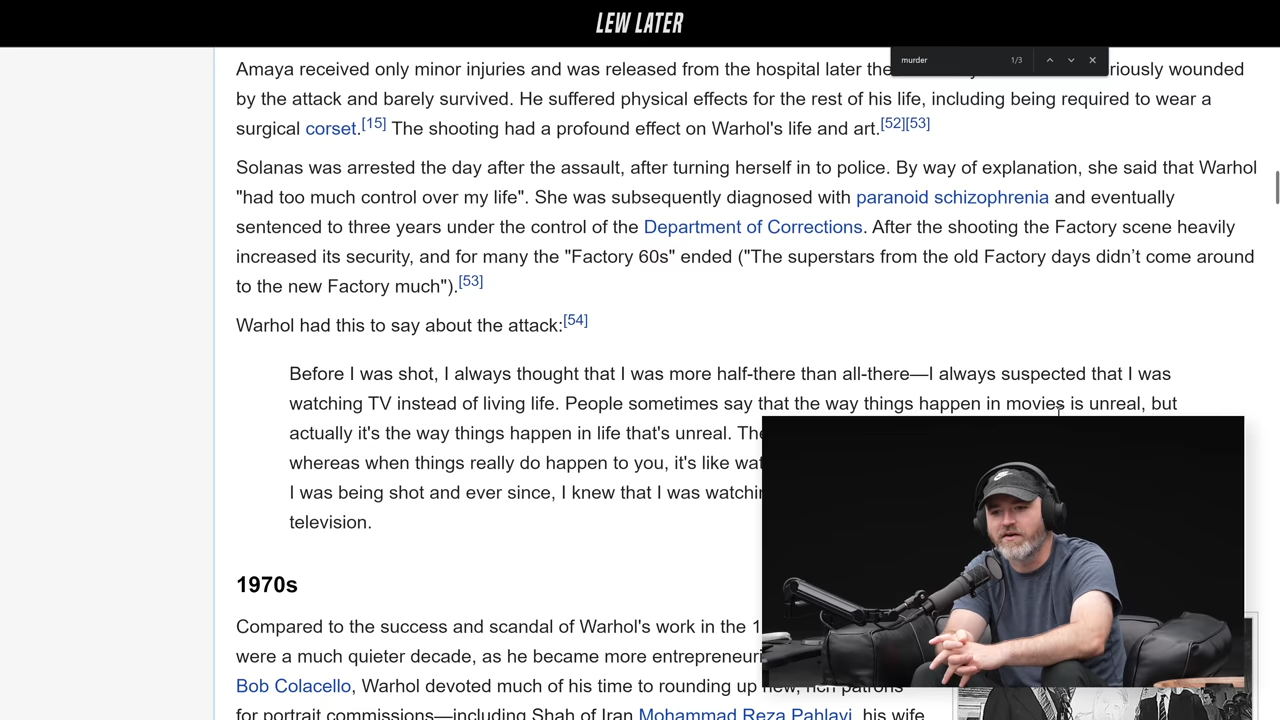 LEW LATER
murder 1/3
Amaya received only minor injuries and was released from the hospital later the
riously wounded
by the attack and barely survived. He suffered physical effects for the rest of his life, including being required to wear a
surgical corset.[15] The shooting had a profound effect on Warhol's life and art.[52][53]
Solanas was arrested the day after the assault, after turning herself in to police. By way of explanation, she said that Warhol
"had too much control over my life". She was subsequently diagnosed with paranoid schizophrenia and eventually
sentenced to three years under the control of the Department of Corrections. After the shooting the Factory scene heavily
increased its security, and for many the "Factory 60s" ended ("The superstars from the old Factory days didn’t come around
to the new Factory much").[53]
Warhol had this to say about the attack:[54]
Before I was shot, I always thought that I was more half-there than all-there—I always suspected that I was
watching TV instead of living life. People sometimes say that the way things happen in movies is unreal, but
actually it's the way things happen in life that's unreal. The
whereas when things really do happen to you, it's like wat
I was being shot and ever since, I knew that I was watchin
television.
1970s
Compared to the success and scandal of Warhol's work in the 1
were a much quieter decade, as he became more entrepreneuri
Bob Colacello, Warhol devoted much of his time to rounding up new, rich patrons
for portrait commissions—including Shah of Iran Mohammad Reza Pahlavi, his wife